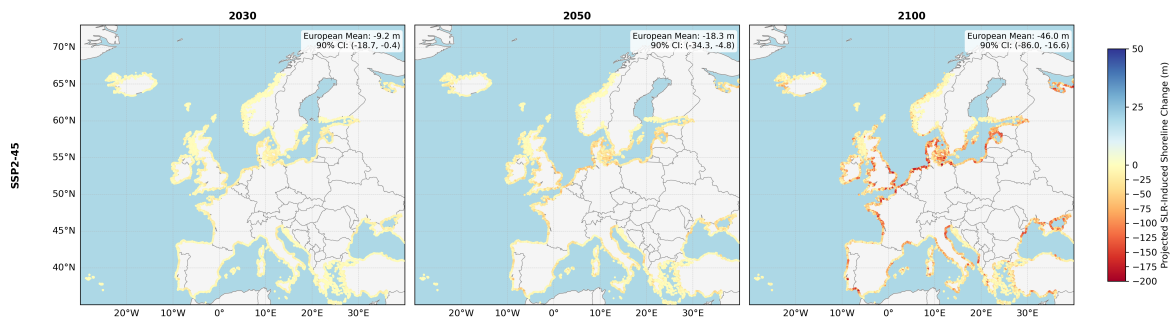 2030
2050
2100
European Mean: -9.2 m
90% CI: (-18.7, -0.4)
European Mean: -18.3 m
90% CI: (-34.3, -4.8)
European Mean: -46.0 m
90% CI: (-86.0, -16.6)
SSP2-45
70°N
65°N
60°N
55°N
50°N
45°N
40°N
20°W 10°W 0° 10°E 20°E 30°E
20°W 10°W 0° 10°E 20°E 30°E
20°W 10°W 0° 10°E 20°E 30°E
50
25
0
−25
−50
−75
−100
−125
−150
−175
−200
Projected SLR-Induced Shoreline Change (m)